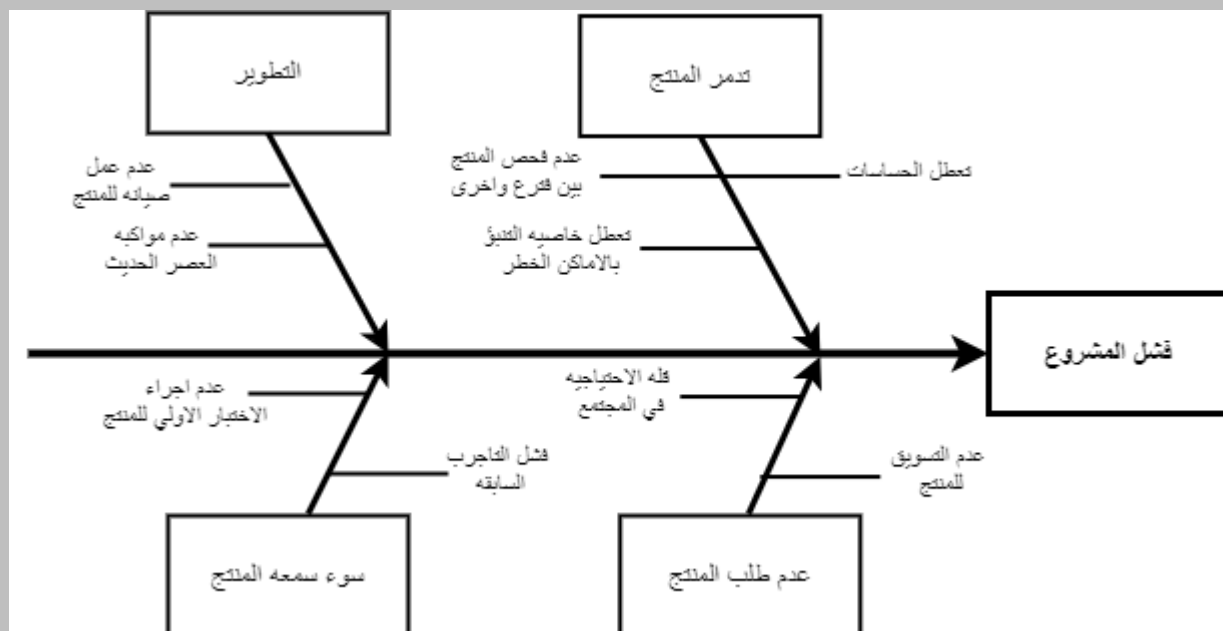 تدمر المنتج
التطوير
عدم فحص المنتج
بين فترع واخرى
تعطل الحساسات
تعطل خاصيه التنبؤ
بالاماكن الخطر
عدم عمل
صيانه للمنتج
عدم مواكبه
العصر الحديث
فشل المشروع
قله الاحتياجيه
في المجتمع
عدم التسويق
للمنتج
عدم اجراء
الاختبار الاولي للمنتج
فشل التاجرب
السابقه
عدم طلب المنتج
سوء سمعه المنتج